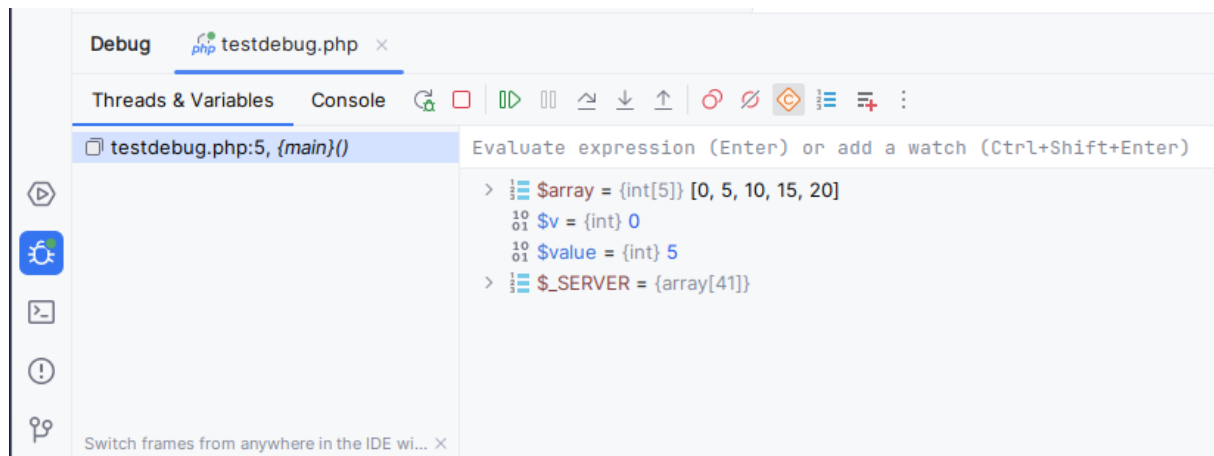 Debug testdebug.php
Threads & Variables Console
testdebug.php:5, {main}()
Evaluate expression (Enter) or add a watch (Ctrl+Shift+Enter)
$array = {int[5]} [0, 5, 10, 15, 20]
$v = {int} 0
$value = {int} 5
$_SERVER = {array[41]}
Switch frames from anywhere in the IDE wi...